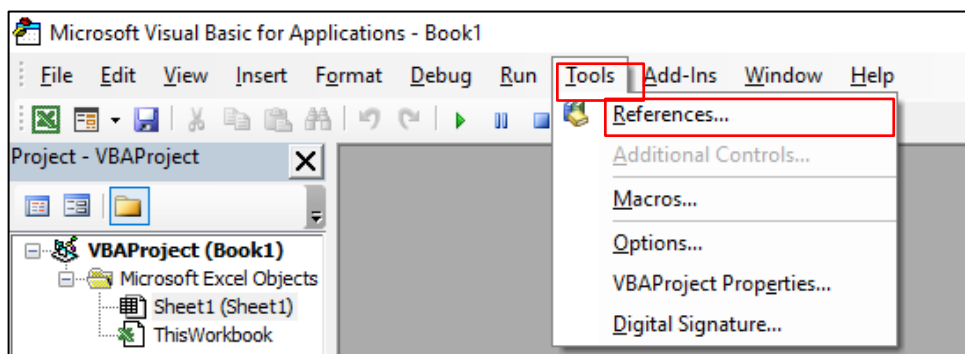 Microsoft Visual Basic for Applications - Book1
File Edit View Insert Format Debug Run Tools Add-Ins Window Help
References...
Project - VBAProject
Additional Controls...
Macros...
Options...
VBAProject (Book1)
Microsoft Excel Objects
VBAProject Properties...
Sheet1 (Sheet1)
Digital Signature...
ThisWorkbook